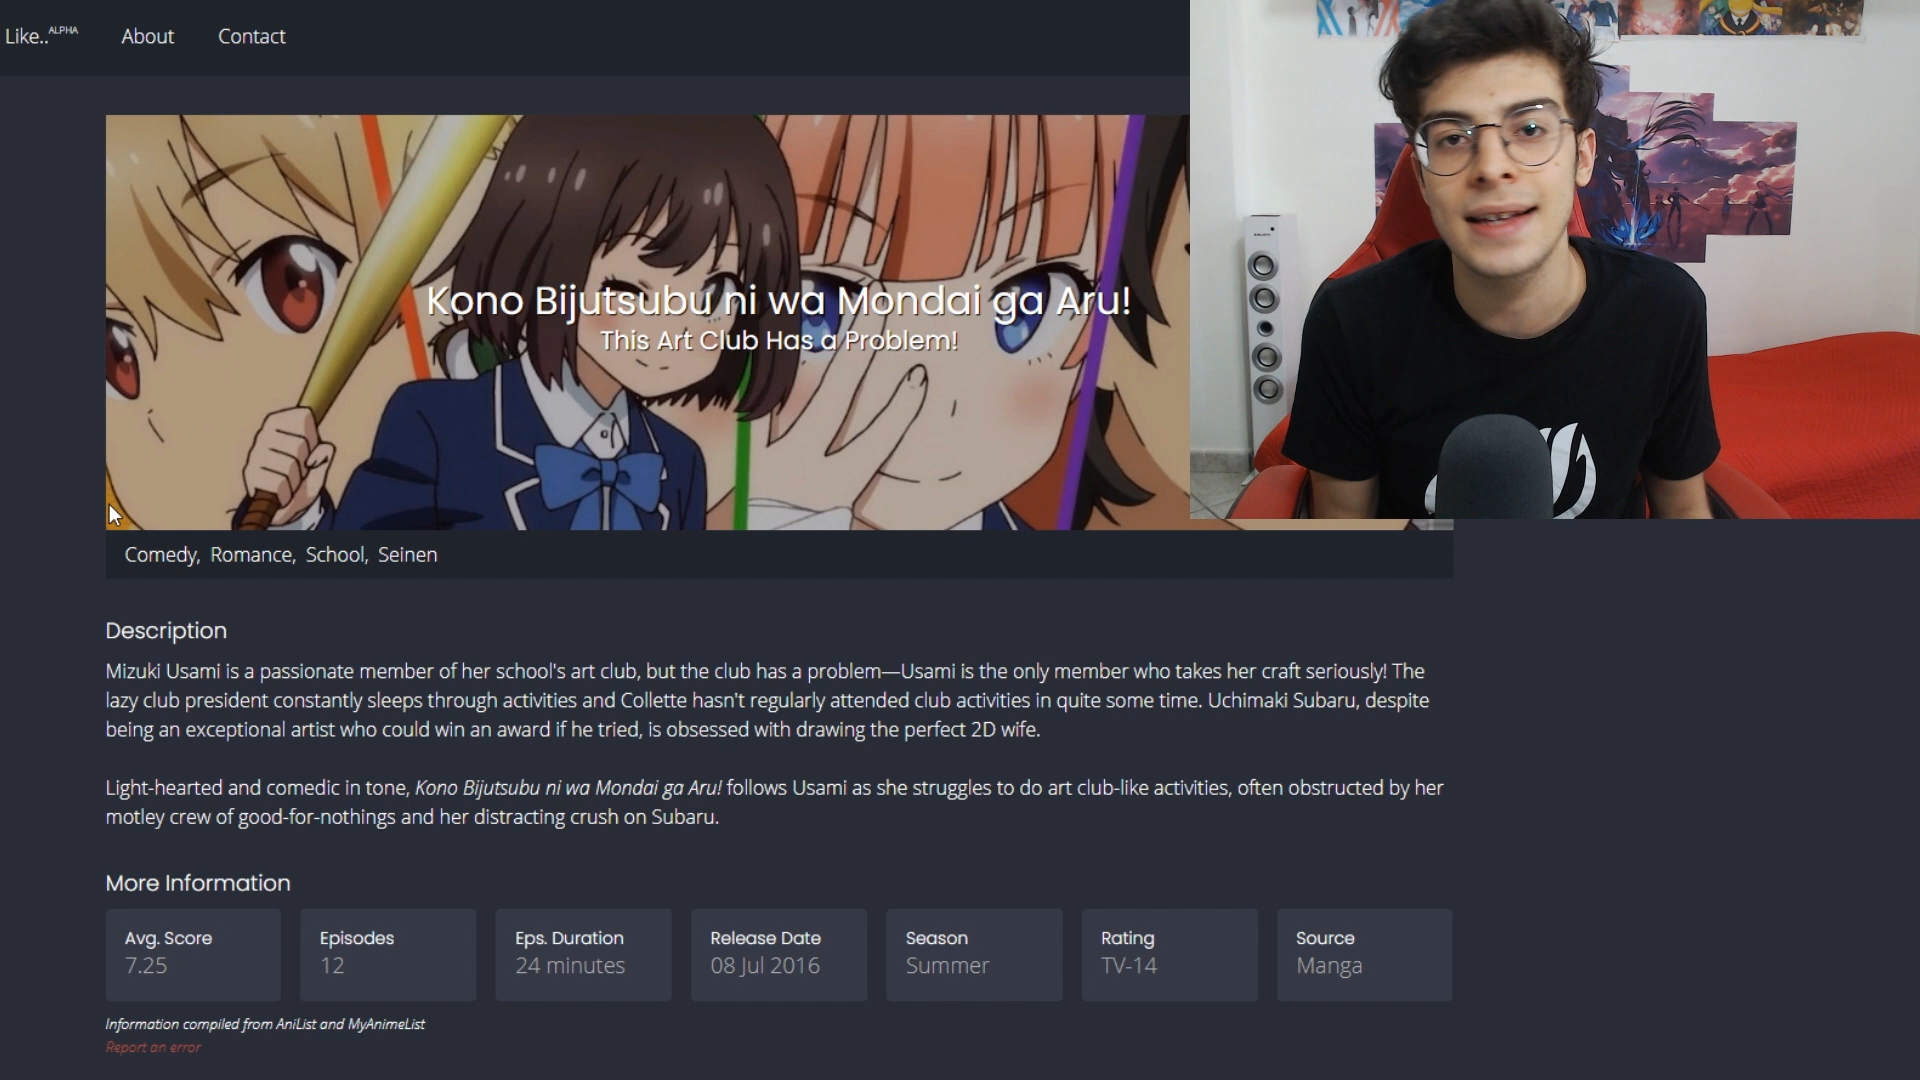 Like..ALPHA
About
Contact
Kono Bijutsubu ni wa Mondai ga Aru!
This Art Club Has a Problem!
Comedy, Romance, School, Seinen
Description
Mizuki Usami is a passionate member of her school's art club, but the club has a problem—Usami is the only member who takes her craft seriously! The
lazy club president constantly sleeps through activities and Collette hasn't regularly attended club activities in quite some time. Uchimaki Subaru, despite
being an exceptional artist who could win an award if he tried, is obsessed with drawing the perfect 2D wife.
Light-hearted and comedic in tone, Kono Bijutsubu ni wa Mondai ga Aru! follows Usami as she struggles to do art club-like activities, often obstructed by her
motley crew of good-for-nothings and her distracting crush on Subaru.
More Information
Avg. Score
7.25
Episodes
12
Eps. Duration
24 minutes
Release Date
08 Jul 2016
Season
Summer
Rating
TV-14
Source
Manga
Information compiled from AniList and MyAnimeList
Report an error